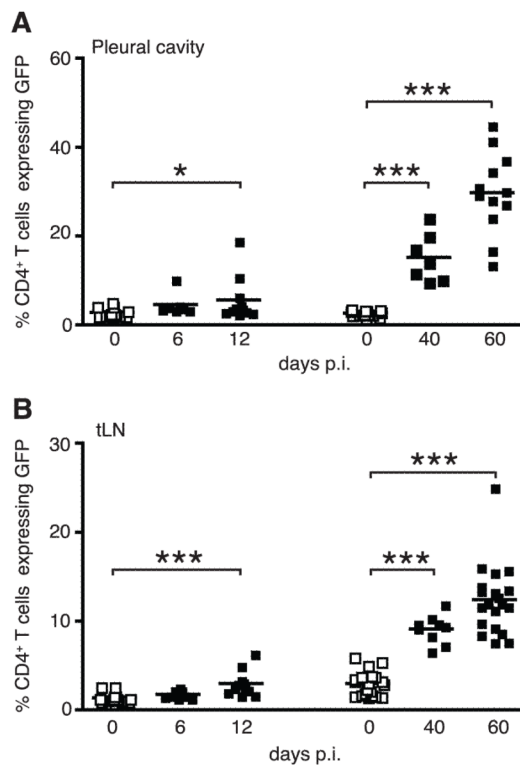 A
Pleural cavity
% CD4⁺ T cells expressing GFP
60
40
20
0
***
***
*
0 6 12 0 40 60
days p.i.
B
tLN
% CD4⁺ T cells expressing GFP
30
20
10
0
***
***
***
0 6 12 0 40 60
days p.i.